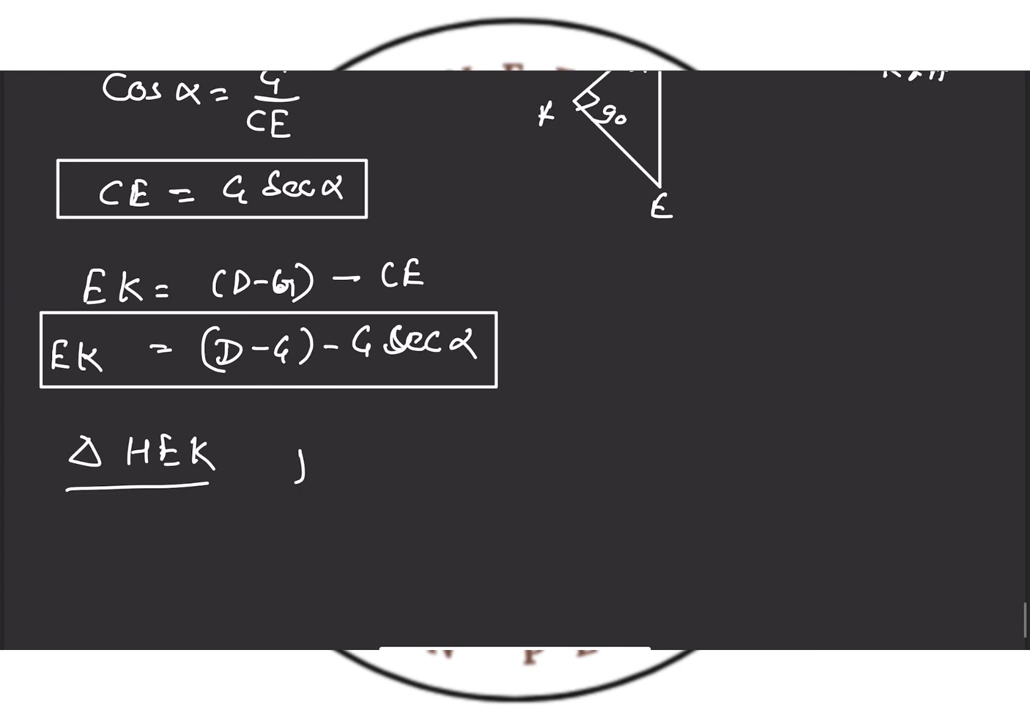 Cos α = G/CE
K 90
CE = G Sec α
E
EK = (D-G) - CE
EK = (D-G) - G Sec α
Δ HEK ,